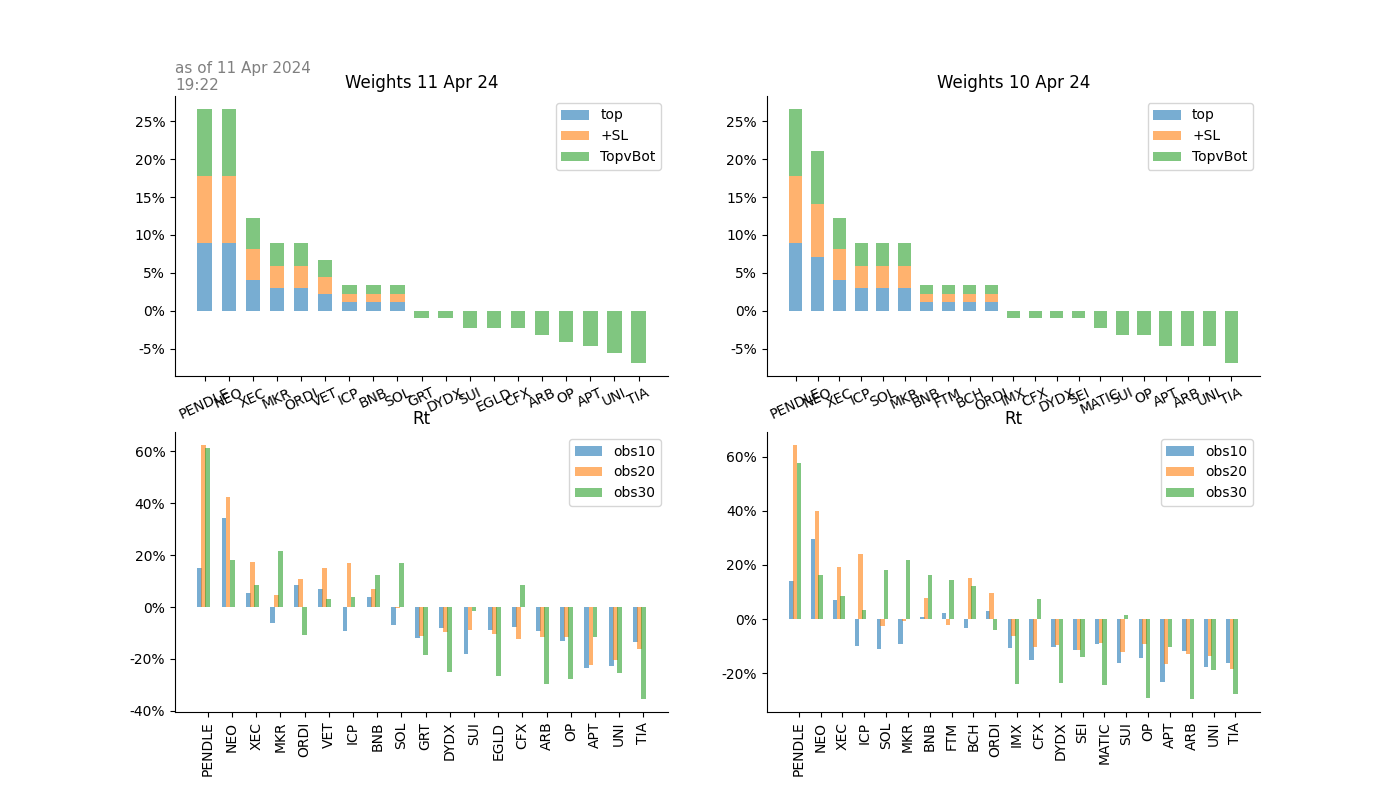 as of 11 Apr 2024
19:22
Weights 11 Apr 24
25%
20%
15%
10%
5%
0%
-5%
top
+SL
TopvBot
PENDLE NEO XEC MKR ORDI VET ICP BNB SOL GRT DYDX SUI EGLD CFX ARB OP APT UNI TIA
Weights 10 Apr 24
25%
20%
15%
10%
5%
0%
-5%
top
+SL
TopvBot
PENDLE NEO XEC ICP SOL MKR BNB FTM BCH ORDI IMX CFX DYDX SEI MATIC SUI OP APT ARB UNI TIA
Rt
60%
40%
20%
0%
-20%
-40%
obs10
obs20
obs30
PENDLE NEO XEC MKR ORDI VET ICP BNB SOL GRT DYDX SUI EGLD CFX ARB OP APT UNI TIA
Rt
60%
40%
20%
0%
-20%
obs10
obs20
obs30
PENDLE NEO XEC ICP SOL MKR BNB FTM BCH ORDI IMX CFX DYDX SEI MATIC SUI OP APT ARB UNI TIA